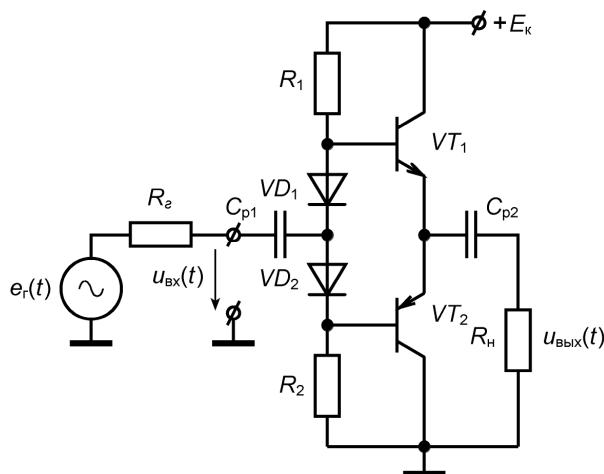 + Eк
R1
VT1
VD1
Rг
Cр1
Cр2
eг(t)
uвх(t)
VD2
VT2
Rн
uвых(t)
R2